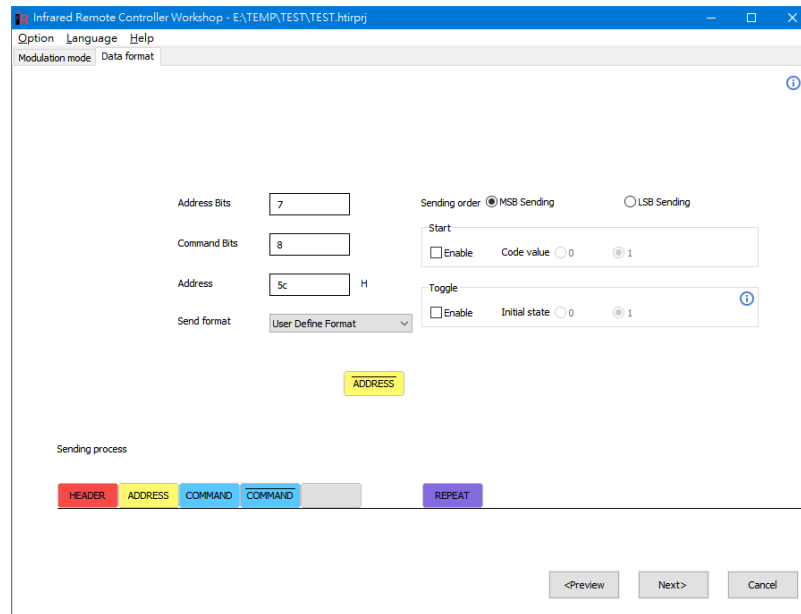 Infrared Remote Controller Workshop - E:\TEMP\TEST\TEST.htirprj
Option Language Help
Modulation mode Data format
Address Bits 7 Sending order MSB Sending LSB Sending
Start
Command Bits 8 Enable Code value 0 1
Address 5c H
Toggle
Send format User Define Format Enable Initial state 0 1
ADDRESS
Sending process
HEADER ADDRESS COMMAND COMMAND REPEAT
<Preview Next> Cancel